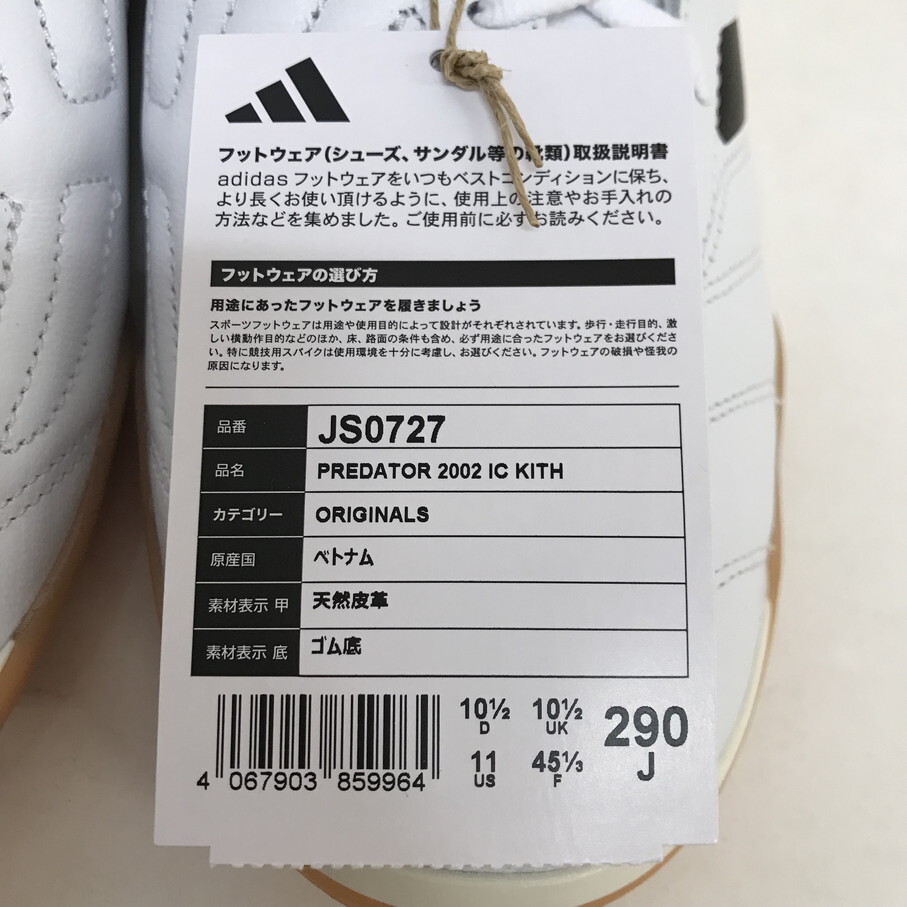 フットウェア(シューズ、サンダル等の靴類)取扱説明書
adidas フットウェアをいつもベストコンディションに保ち、
より長くお使い頂けるように、使用上の注意やお手入れの
方法などを集めました。ご使用前に必ずお読みください。
フットウェアの選び方
用途にあったフットウェアを履きましょう
スポーツフットウェアは用途や使用目的によって設計がそれぞれされています。歩行・走行目的、激
しい横動作目的などのほか、床、路面の条件も含め、必ず用途に合ったフットウェアをお選びくださ
い。特に競技用スパイクは使用環境を十分に考慮し、お選びください。フットウェアの破損や怪我の
原因になります。
品番 JS0727
品名 PREDATOR 2002 IC KITH
カテゴリー ORIGINALS
原産国 ベトナム
素材表示 甲 天然皮革
素材表示 底 ゴム底
10½ 10½ 290
D UK J
11 45⅓
US F
4 067903 859964